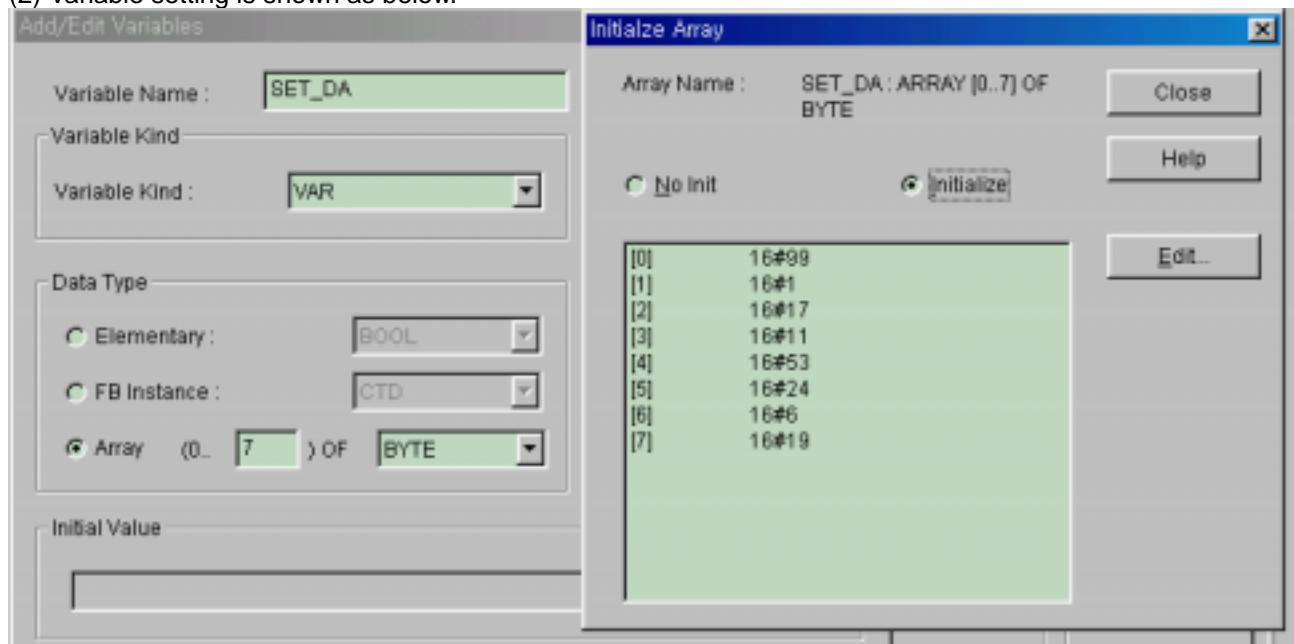 (2) Variable setting is shown as below.
Add/Edit Variables
Variable Name :
SET_DA
Variable Kind
Variable Kind :
VAR
Data Type
Elementary :
BOOL
FB Instance :
CTD
Array (0... 7 ) OF BYTE
Initial Value
Initialze Array
Array Name :
SET_DA : ARRAY [0..7] OF
BYTE
Close
Help
No Init
Initialize
Edit...
[0] 16#99
[1] 16#1
[2] 16#17
[3] 16#11
[4] 16#53
[5] 16#24
[6] 16#6
[7] 16#19